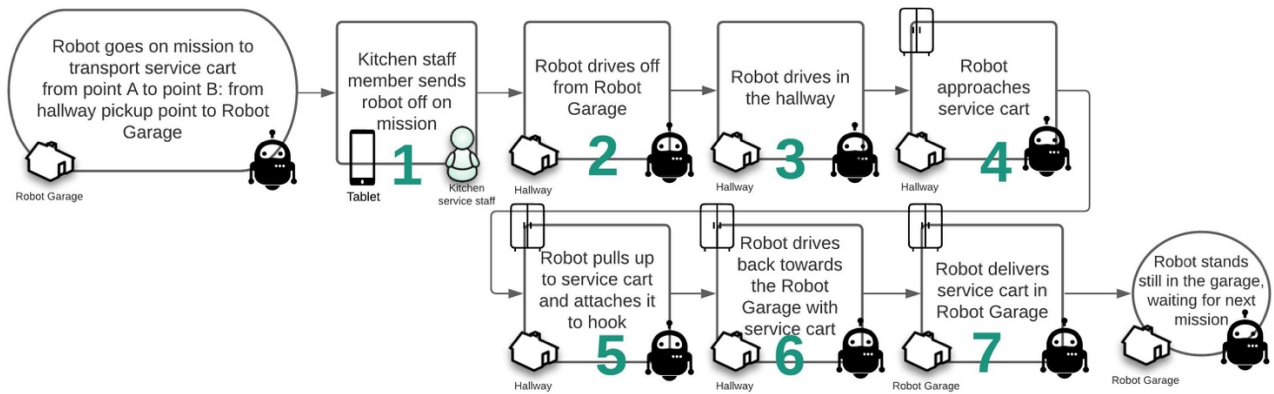 Robot goes on mission to
transport service cart
from point A to point B: from
hallway pickup point to Robot
Garage
Robot Garage
Kitchen staff
member sends
robot off on
mission
1
Tablet
Kitchen
service staff
Robot drives off
from Robot
Garage
2
Hallway
Robot drives in
the hallway
3
Hallway
Robot
approaches
service cart
4
Hallway
Robot pulls up
to service cart
and attaches it
to hook
5
Hallway
Robot drives
back towards
the Robot
Garage with
service cart
6
Hallway
Robot delivers
service cart in
Robot Garage
7
Robot Garage
Robot stands
still in the garage,
waiting for next
mission
Robot Garage